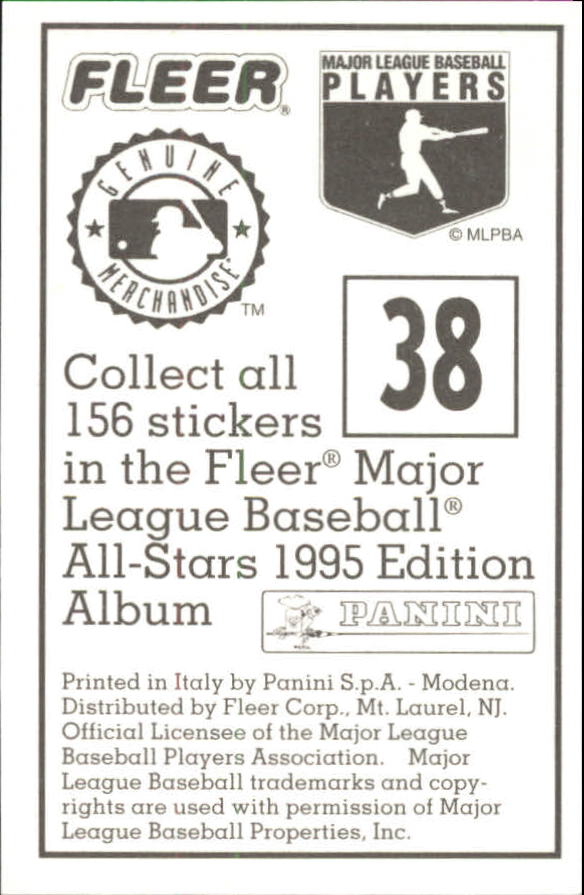 FLEER®
MAJOR LEAGUE BASEBALL
PLAYERS
© MLPBA
GENUINE
MERCHANDISE
TM
38
Collect all
156 stickers
in the Fleer® Major
League Baseball®
All-Stars 1995 Edition
Album
PANINI
Printed in Italy by Panini S.p.A. - Modena.
Distributed by Fleer Corp., Mt. Laurel, NJ.
Official Licensee of the Major League
Baseball Players Association. Major
League Baseball trademarks and copy-
rights are used with permission of Major
League Baseball Properties, Inc.